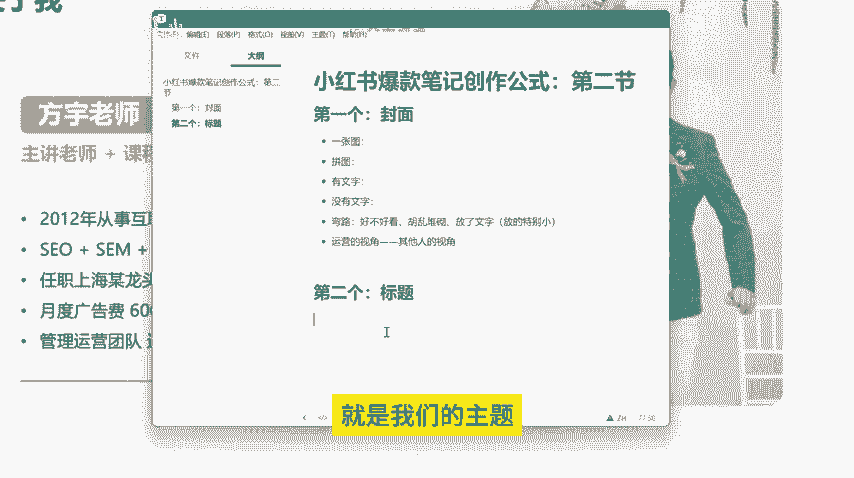 方宇老师
主讲老师 + 课程
2012年从事互联
SEO + SEM +
任职上海某龙头
月度广告费 600
管理运营团队
编辑(E) 段落(P) 格式(O) 视图(V) 主题(T) 帮助(H)
文件 大纲
小红书爆款笔记创作公式：第二节
第一个：封面
第二个：标题
小红书爆款笔记创作公式：第二节
第一个：封面
一张图：
拼图：
有文字：
没有文字：
弯路：好不好看、胡乱堆砌、放了文字（放的特别小）
运营的视角——其他人的视角
第二个：标题
就是我们的主题